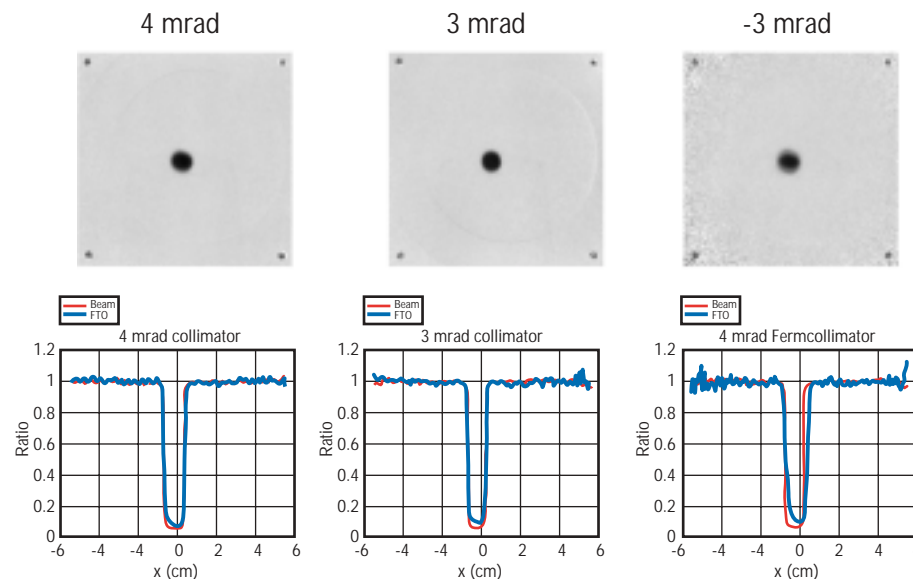 4 mrad
3 mrad
-3 mrad
Beam
FTO
4 mrad collimator
1.2
1
0.8
0.6
0.4
0.2
0
Ratio
-6 -4 -2 0 2 4 6
x (cm)
Beam
FTO
3 mrad collimator
1.2
1
0.8
0.6
0.4
0.2
0
Ratio
-6 -4 -2 0 2 4 6
x (cm)
Beam
FTO
4 mrad Fermcollimator
1.2
1
0.8
0.6
0.4
0.2
0
Ratio
-6 -4 -2 0 2 4 6
x (cm)